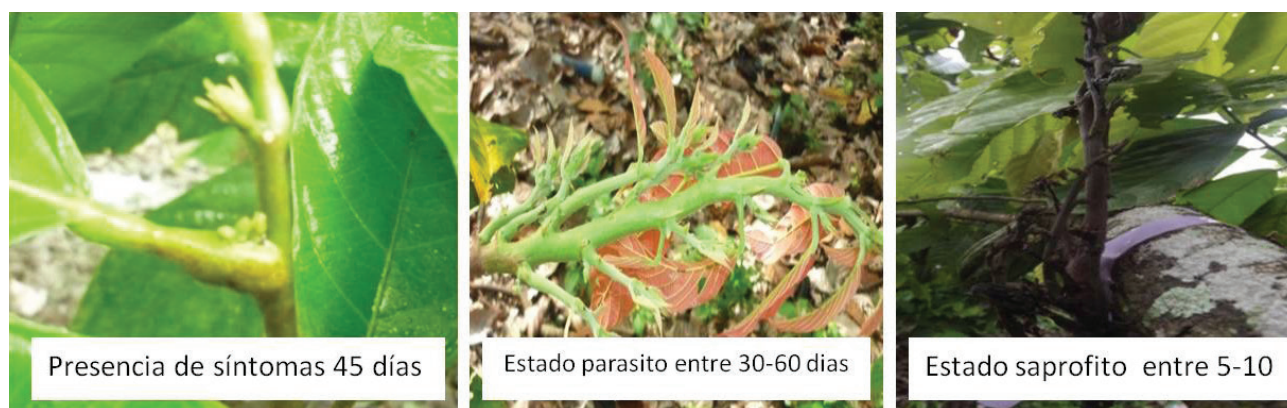 Presencia de síntomas 45 días
Estado parasito entre 30-60 dias
Estado saprofito  entre 5-10